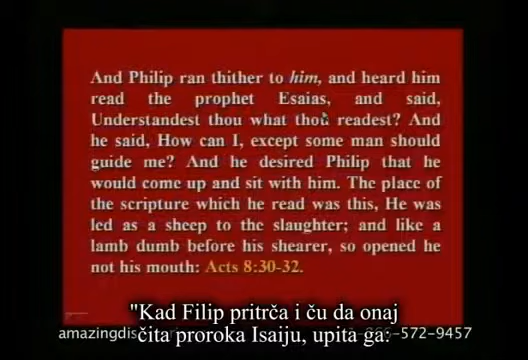 And Philip ran thither to him, and heard him
read the prophet Esaias, and said,
Understandest thou what thou readest? And
he said, How can I, except some man should
guide me? And he desired Philip that he
would come up and sit with him. The place of
the scripture which he read was this, He was
led as a sheep to the slaughter; and like a
lamb dumb before his shearer, so opened he
not his mouth: Acts 8:30-32.
"Kad Filip pritrča i ču da onaj
čita proroka Isaiju, upita ga:
amazingdis -572-9457